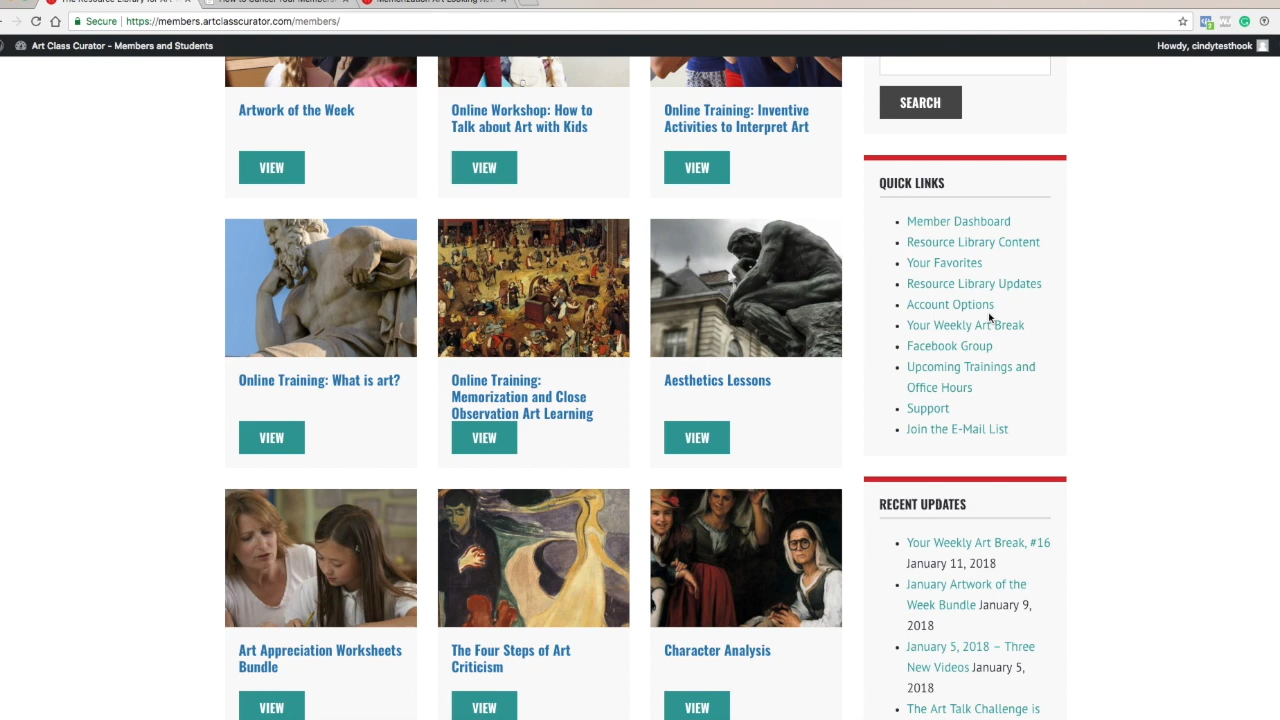 Secure | https://members.artclasscurator.com/members/
Art Class Curator - Members and Students
Howdy, cindytesthook
Artwork of the Week
VIEW
Online Workshop: How to
Talk about Art with Kids
VIEW
Online Training: Inventive
Activities to Interpret Art
VIEW
Online Training: What is art?
VIEW
Online Training:
Memorization and Close
Observation Art Learning
VIEW
Aesthetics Lessons
VIEW
Art Appreciation Worksheets
Bundle
VIEW
The Four Steps of Art
Criticism
VIEW
Character Analysis
VIEW
SEARCH
QUICK LINKS
Member Dashboard
Resource Library Content
Your Favorites
Resource Library Updates
Account Options
Your Weekly Art Break
Facebook Group
Upcoming Trainings and
Office Hours
Support
Join the E-Mail List
RECENT UPDATES
Your Weekly Art Break, #16
January 11, 2018
January Artwork of the
Week Bundle January 9,
2018
January 5, 2018 – Three
New Videos January 5,
2018
The Art Talk Challenge is